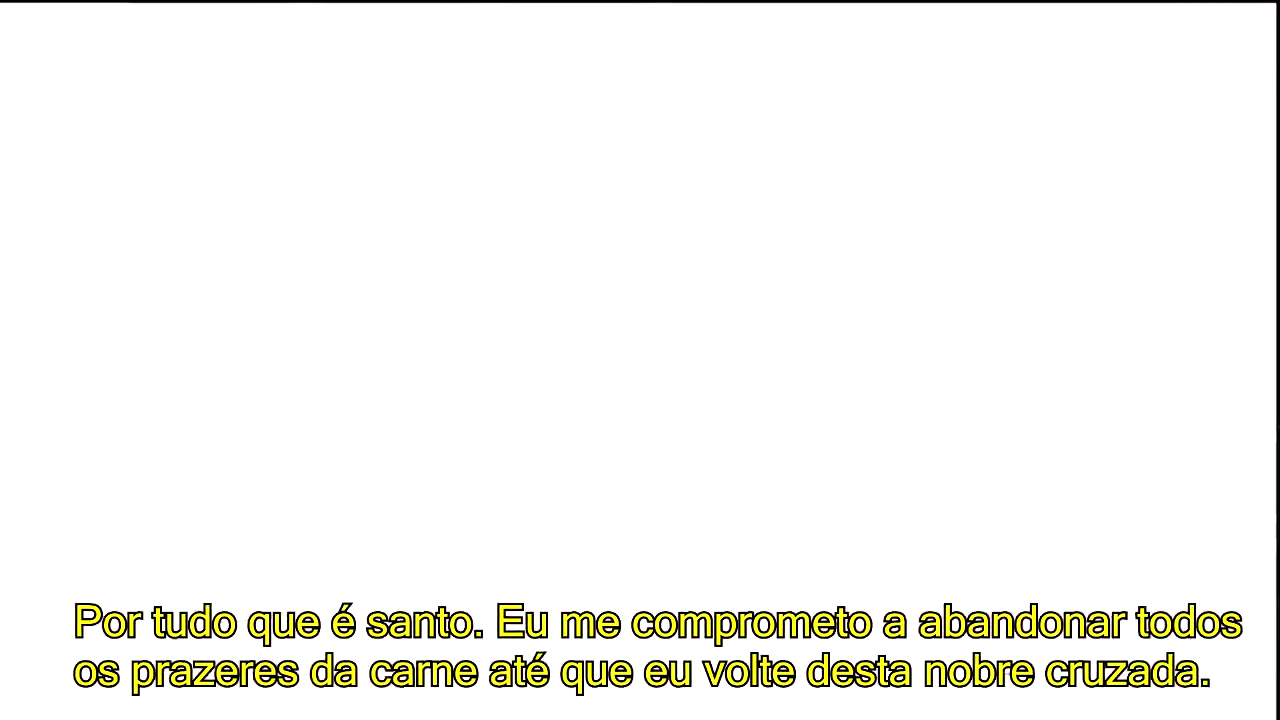 Por tudo que é santo. Eu me comprometo a abandonar todos
os prazeres da carne até que eu volte desta nobre cruzada.